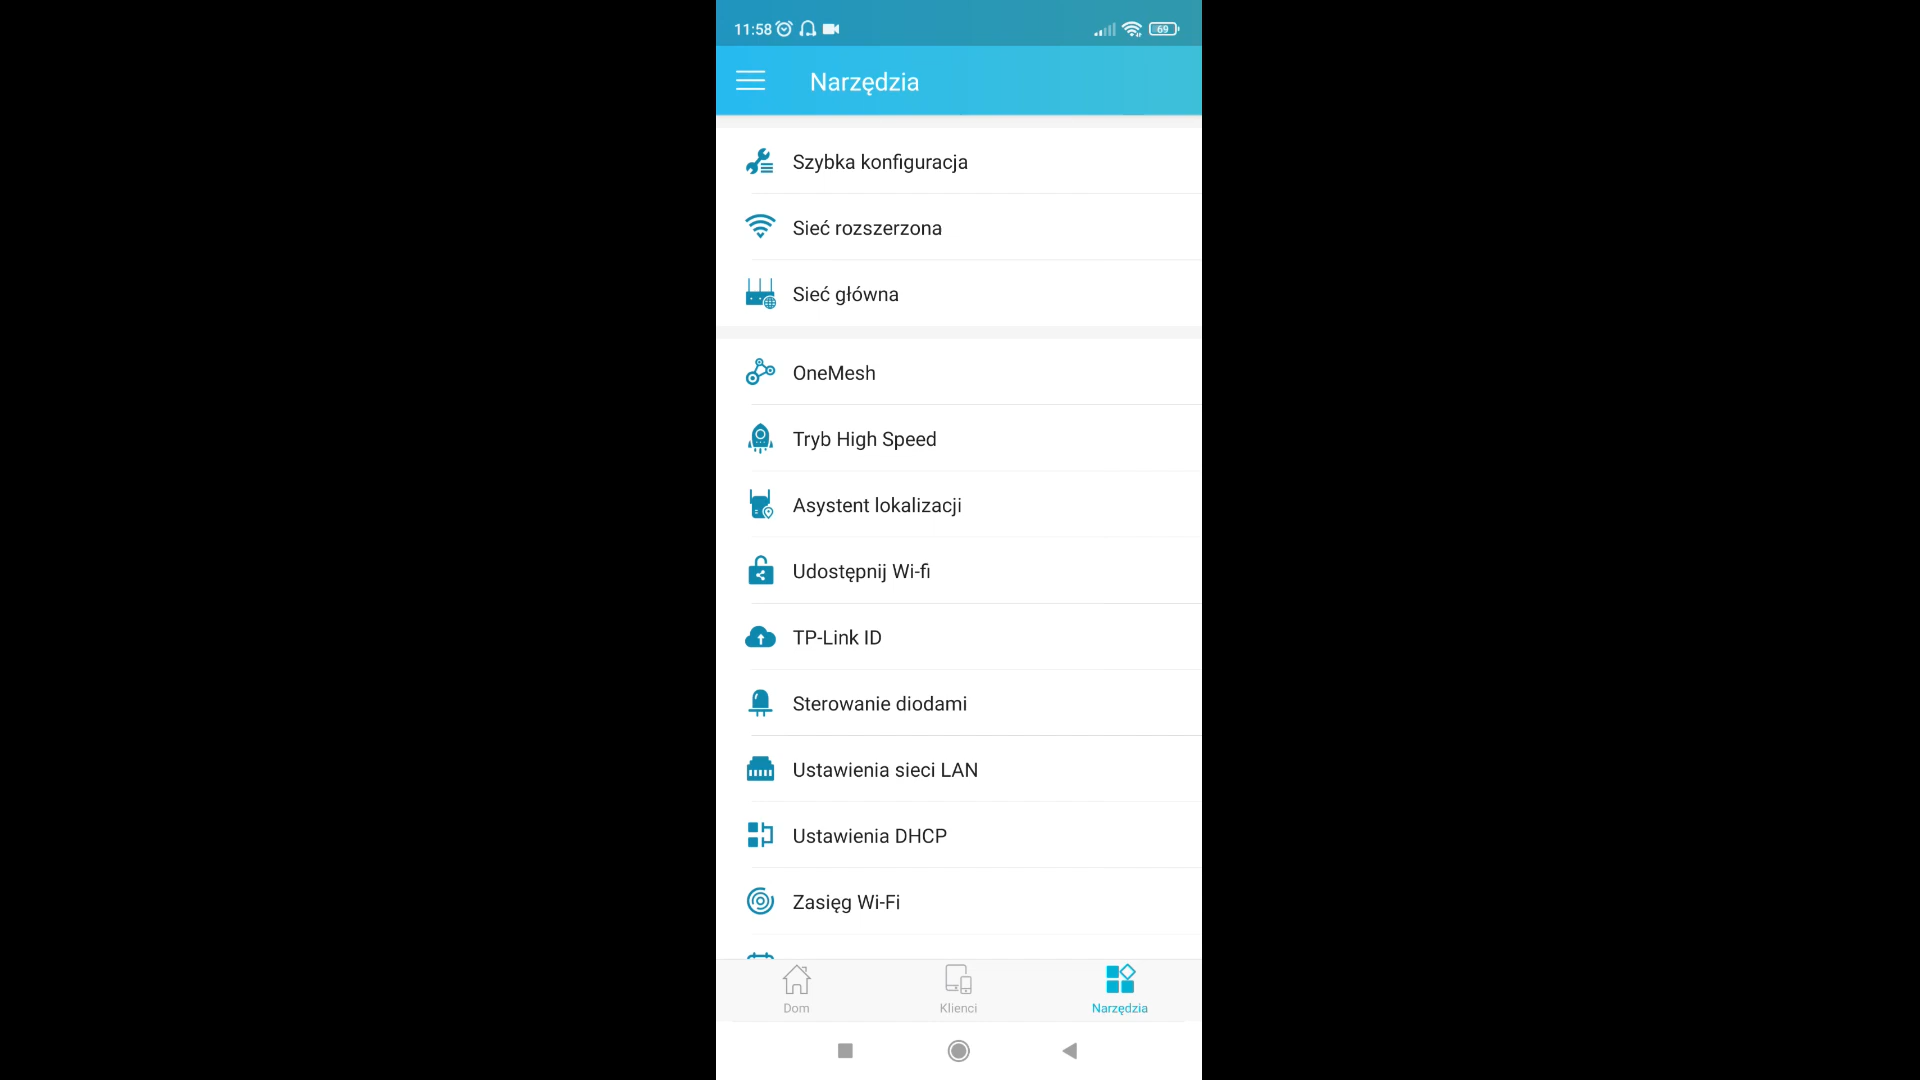 11:58
69
Narzędzia
Szybka konfiguracja
Sieć rozszerzona
Sieć główna
OneMesh
Tryb High Speed
Asystent lokalizacji
Udostępnij Wi-fi
TP-Link ID
Sterowanie diodami
Ustawienia sieci LAN
Ustawienia DHCP
Zasięg Wi-Fi
Dom
Klienci
Narzędzia